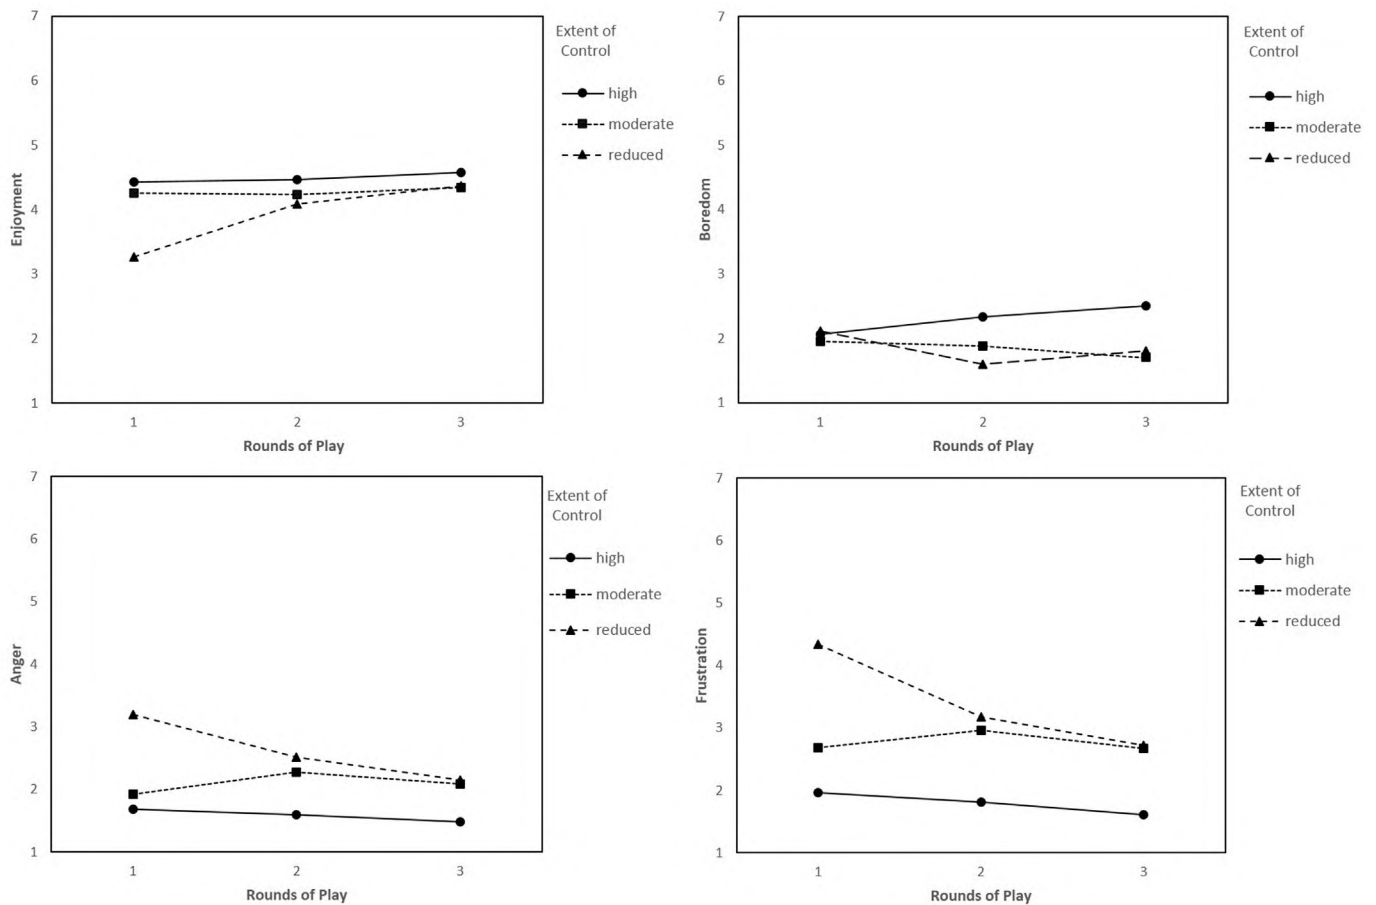 7
6
5
4
3
2
1
Enjoyment
1 2 3
Rounds of Play
Extent of
Control
high
moderate
reduced
7
6
5
4
3
2
1
Boredom
1 2 3
Rounds of Play
Extent of
Control
high
moderate
reduced
7
6
5
4
3
2
1
Anger
1 2 3
Rounds of Play
Extent of
Control
high
moderate
reduced
7
6
5
4
3
2
1
Frustration
1 2 3
Rounds of Play
Extent of
Control
high
moderate
reduced